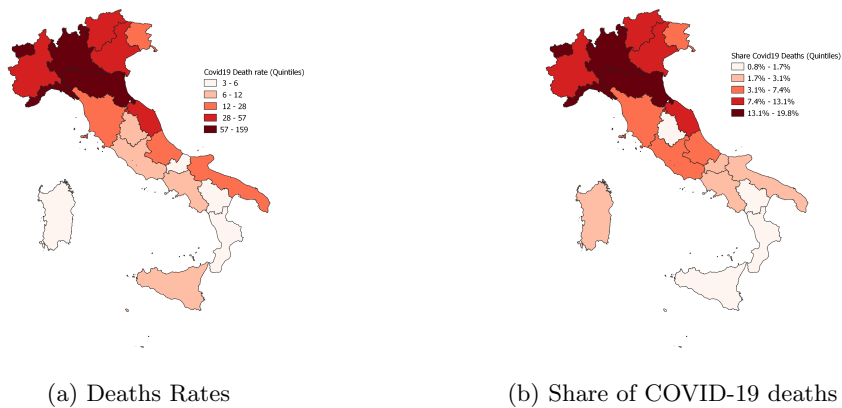 Covid19 Death rate (Quintiles)
3 - 6
6 - 12
12 - 28
28 - 57
57 - 159
Share Covid19 Deaths (Quintiles)
0.8% - 1.7%
1.7% - 3.1%
3.1% - 7.4%
7.4% - 13.1%
13.1% - 19.8%
(a) Deaths Rates
(b) Share of COVID-19 deaths